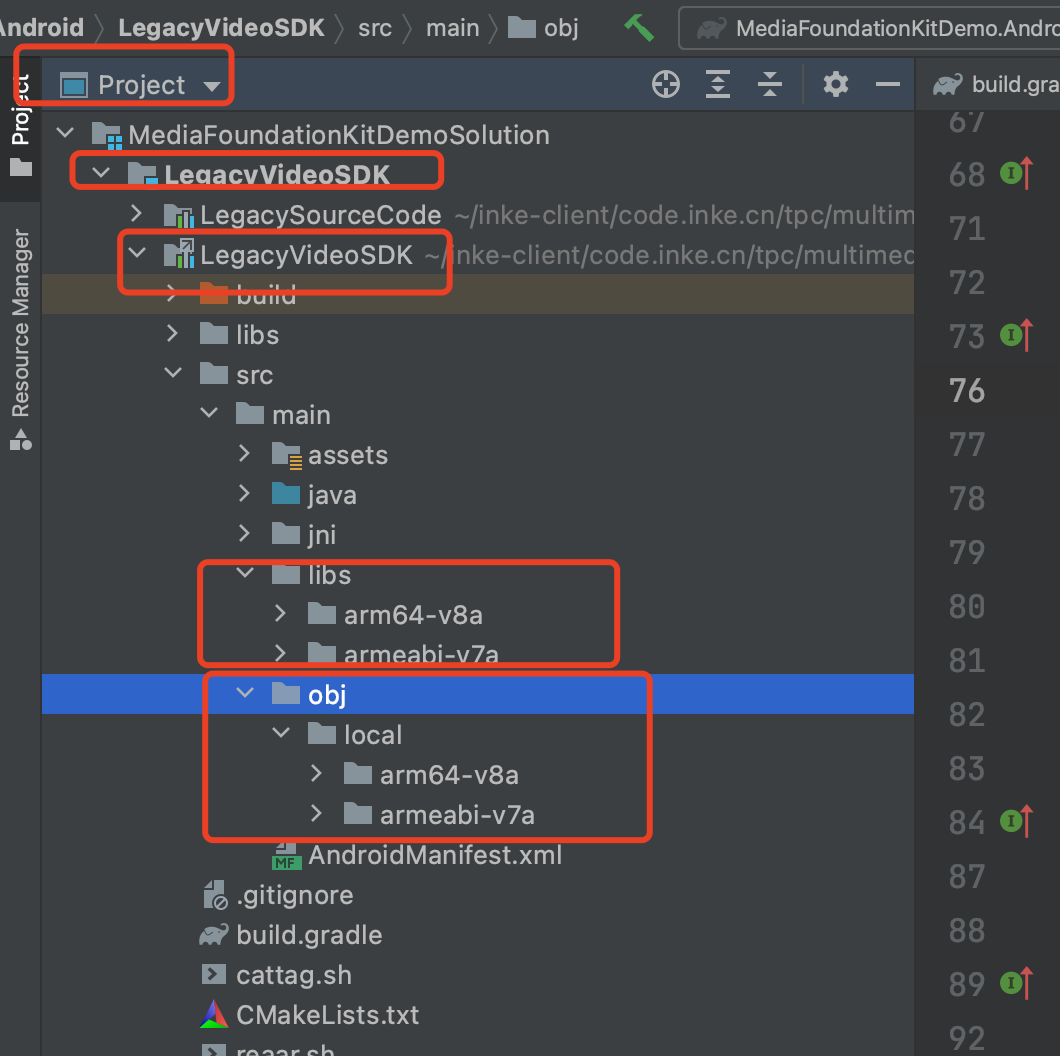 Android LegacyVideoSDK src main obj MediaFoundationKitDemo.Andro
Project
Project build.gra
MediaFoundationKitDemoSolution
LegacyVideoSDK
LegacySourceCode ~/inke-client/code.inke.cn/tpc/multim
LegacyVideoSDK ~/inke-client/code.inke.cn/tpc/multimed
build
libs
src
main
assets
java
jni
libs
arm64-v8a
armeabi-v7a
obj
local
arm64-v8a
armeabi-v7a
MF AndroidManifest.xml
.gitignore
build.gradle
cattag.sh
CMakeLists.txt
reaar.sh
Resource Manager
67
68
71
72
73
76
77
78
79
80
81
82
83
84
87
88
89
92